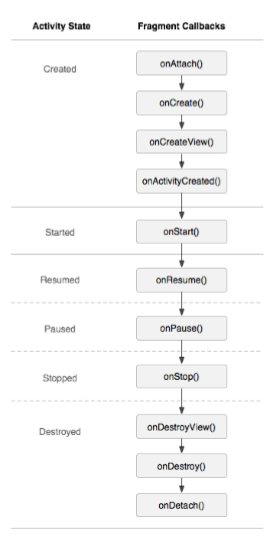 Activity State Fragment Callbacks
Created
onAttach()
onCreate()
onCreateView()
onActivityCreated()
Started onStart()
Resumed onResume()
Paused onPause()
Stopped onStop()
Destroyed
onDestroyView()
onDestroy()
onDetach()